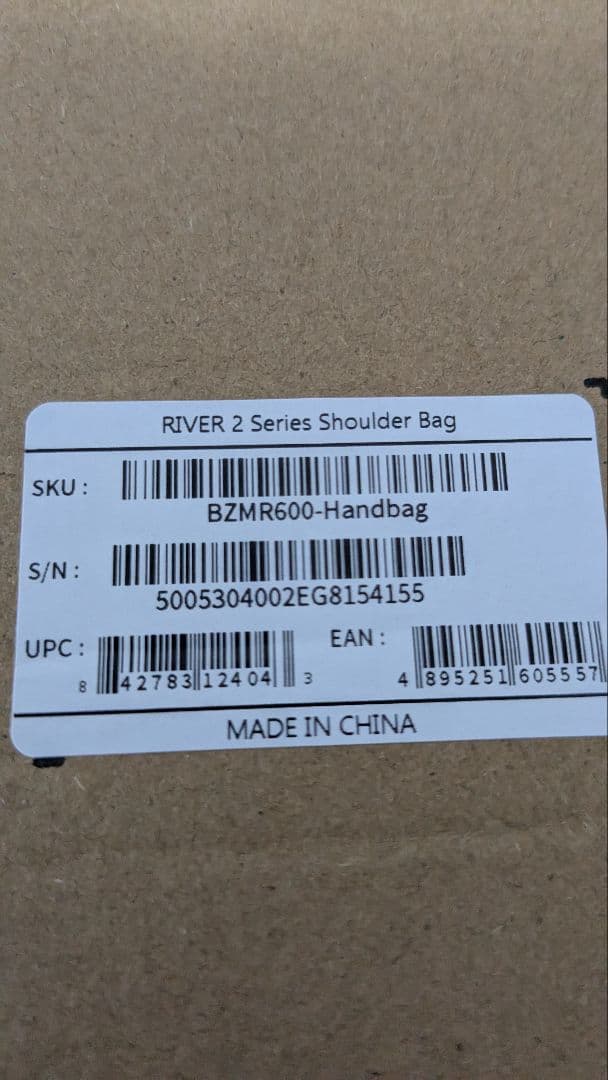 RIVER 2 Series Shoulder Bag
SKU :
BZMR600-Handbag
S/N :
5005304002EG8154155
UPC :
8 42783 12404 3
EAN :
4 895251 605557
MADE IN CHINA